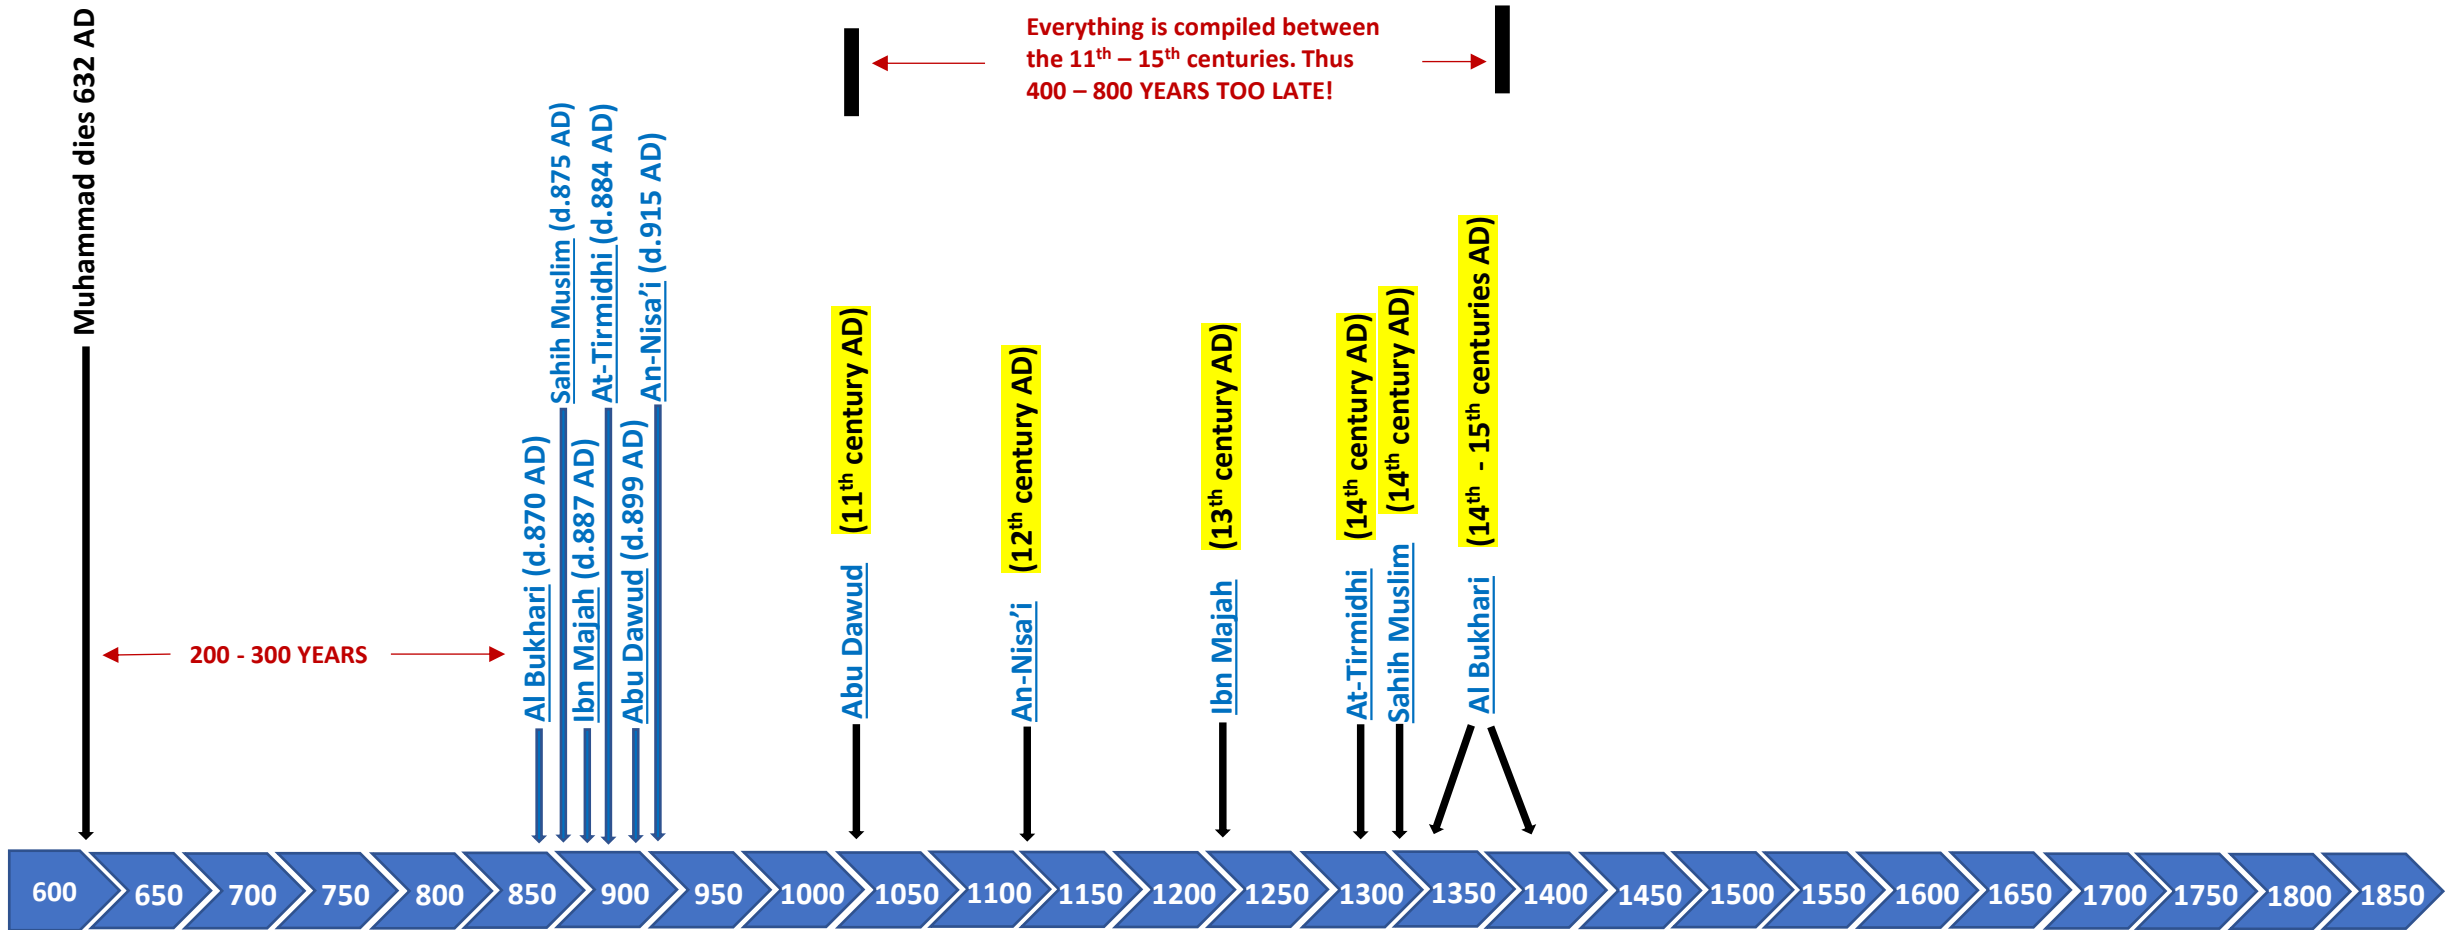 Muhammad dies 632 AD
Everything is compiled between
the 11th – 15th centuries. Thus
400 – 800 YEARS TOO LATE!
200 - 300 YEARS
Al Bukhari (d.870 AD)
Sahih Muslim (d.875 AD)
Ibn Majah (d.887 AD)
At-Tirmidhi (d.884 AD)
Abu Dawud (d.899 AD)
An-Nisa’i (d.915 AD)
Abu Dawud (11th century AD)
An-Nisa’i (12th century AD)
Ibn Majah (13th century AD)
At-Tirmidhi (14th century AD)
Sahih Muslim (14th century AD)
Al Bukhari (14th - 15th centuries AD)
600 650 700 750 800 850 900 950 1000 1050 1100 1150 1200 1250 1300 1350 1400 1450 1500 1550 1600 1650 1700 1750 1800 1850